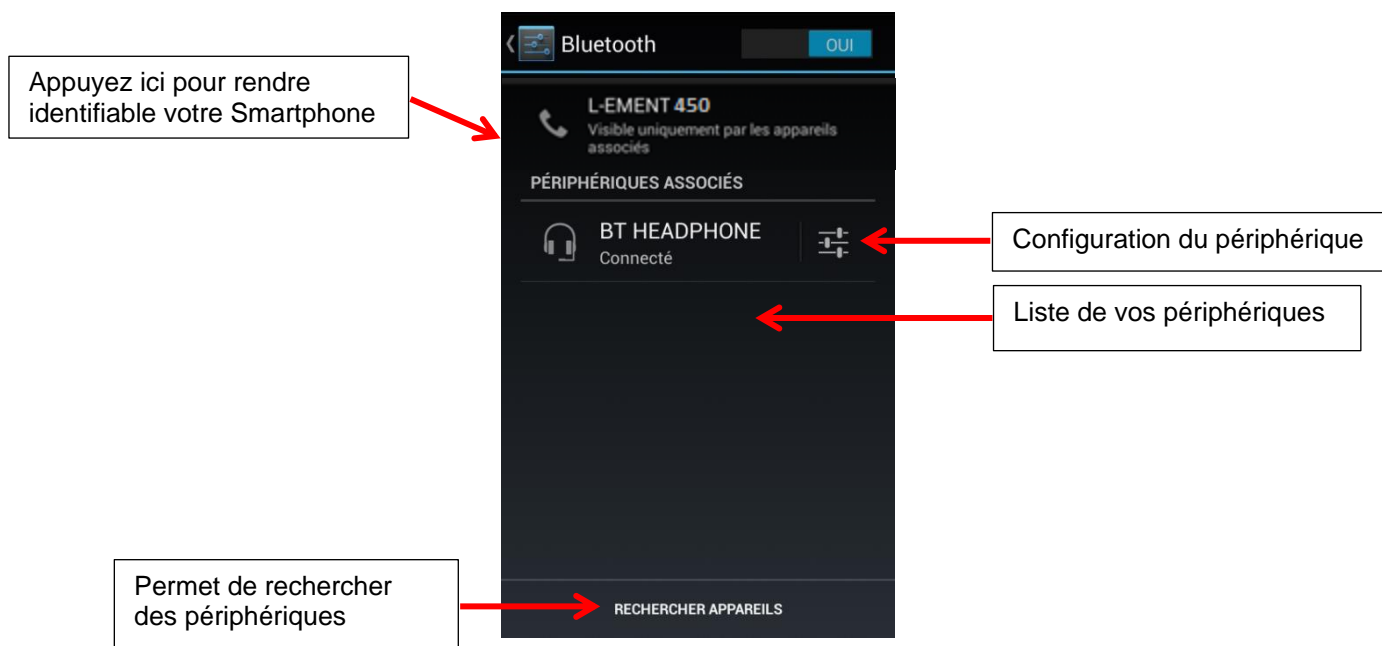 Bluetooth
OUI
Appuyez ici pour rendre
identifiable votre Smartphone
L-EMENT 450
Visible uniquement par les appareils
associés
PÉRIPHÉRIQUES ASSOCIÉS
BT HEADPHONE
Connecté
Configuration du périphérique
Liste de vos périphériques
Permet de rechercher
des périphériques
RECHERCHER APPAREILS